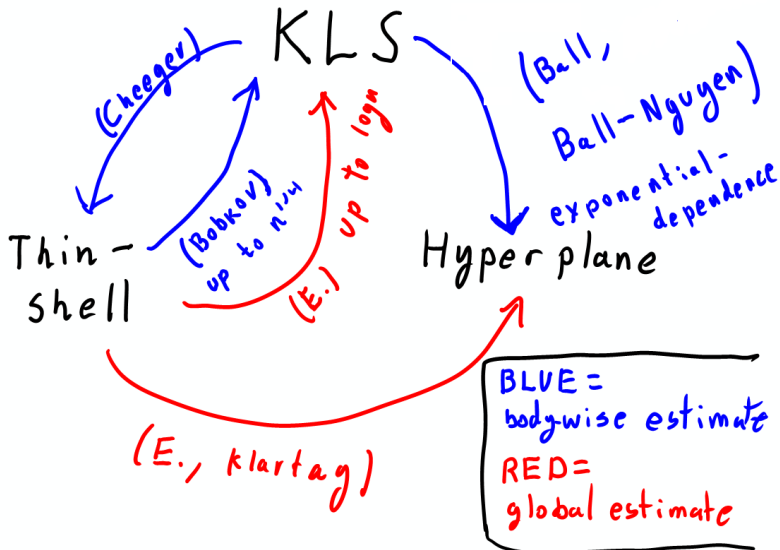 KLS
(Cheeger)
(Bobkov)
up to n^1/4
up to logn
(E.)
(Ball,
Ball-Nguyen)
exponential-
dependence
Thin-
shell
Hyperplane
(E., Klartag)
BLUE=
bodywise estimate
RED=
global estimate